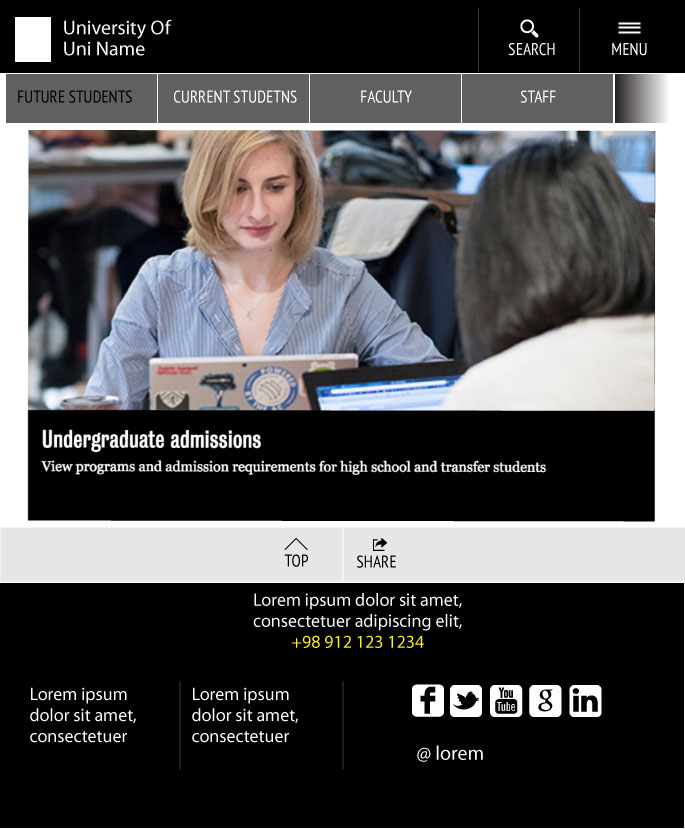 University Of
Uni Name
SEARCH
MENU
FUTURE STUDENTS
CURRENT STUDETNS
FACULTY
STAFF
POWERED
Undergraduate admissions
View programs and admission requirements for high school and transfer students
TOP
SHARE
Lorem ipsum dolor sit amet,
consectetuer adipiscing elit,
+98 912 123 1234
Lorem ipsum
dolor sit amet,
consectetuer
Lorem ipsum
dolor sit amet,
consectetuer
f
You
Tube
g
in
@ lorem